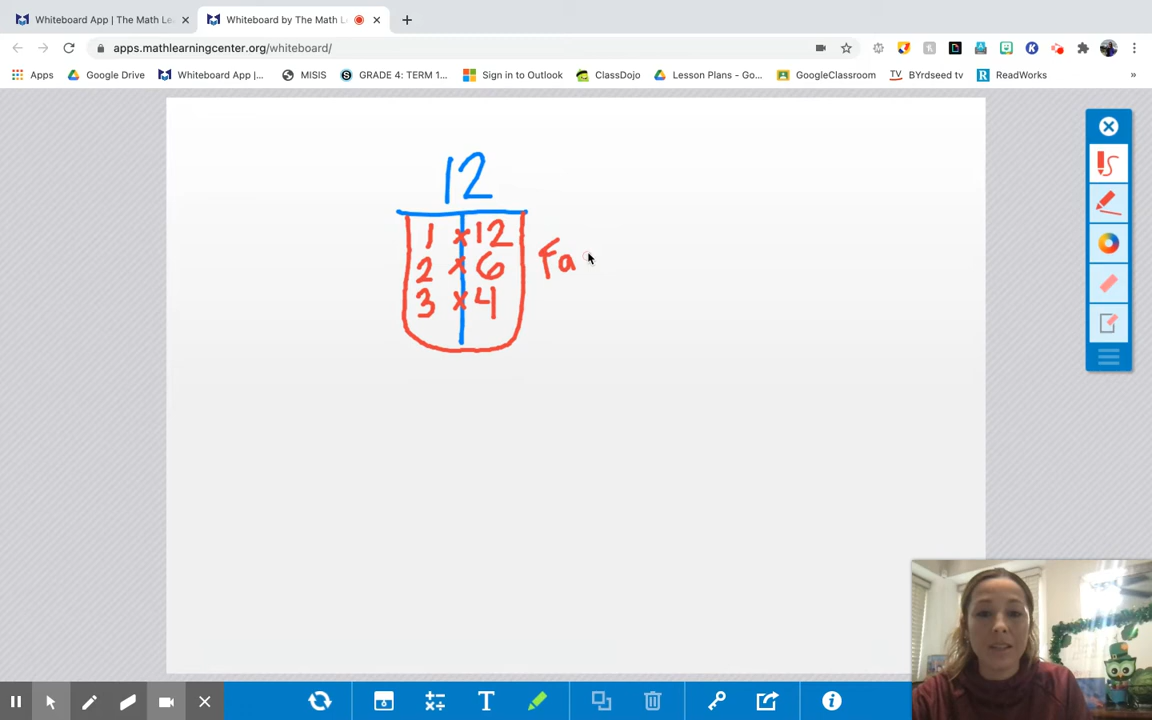 Whiteboard App | The Math Le
Whiteboard by The Math L
apps.mathlearningcenter.org/whiteboard/
Apps
Google Drive
Whiteboard App |...
MISIS
GRADE 4: TERM 1...
Sign in to Outlook
ClassDojo
Lesson Plans - Go...
GoogleClassroom
BYrdseed tv
ReadWorks
»
12
1 x 12
2 x 6
3 x 4
Fa